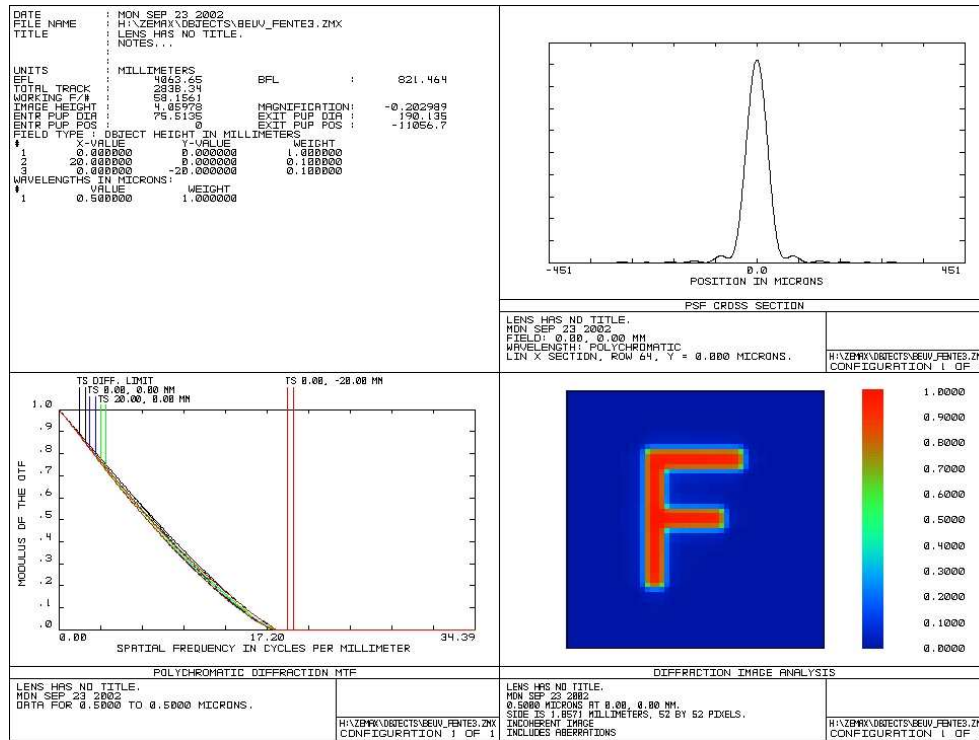 DATE : MON SEP 23 2002
FILE NAME : H:\ZEMAX\OBJECTS\BEUV_FENTE3.ZMX
TITLE : LENS HAS NO TITLE.
: NOTES...
UNITS : MILLIMETERS
EFL : 4063.65 BFL : 821.464
TOTAL TRACK : 2838.34
WORKING F/# : 58.1561
IMAGE HEIGHT : 4.05978 MAGNIFICATION: -0.202989
ENTR PUP DIA : 75.5135 EXIT PUP DIA : 190.135
ENTR PUP POS : 0 EXIT PUP POS : -11056.7
FIELD TYPE : OBJECT HEIGHT IN MILLIMETERS
# X-VALUE Y-VALUE WEIGHT
1 0.000000 0.000000 1.000000
2 20.000000 0.000000 0.100000
3 0.000000 -20.000000 0.100000
WAVELENGTHS IN MICRONS:
# VALUE WEIGHT
1 0.500000 1.000000
-451 0.0 451
POSITION IN MICRONS
PSF CROSS SECTION
LENS HAS NO TITLE.
MON SEP 23 2002
FIELD: 0.00, 0.00 MM
WAVELENGTH: POLYCHROMATIC
LIN X SECTION, ROW 64, Y = 0.000 MICRONS.
H:\ZEMAX\OBJECTS\BEUV_FENTE3.ZM
CONFIGURATION 1 OF
TS DIFF. LIMIT
TS 0.00, 0.00 MM
TS 20.00, 0.00 MM
TS 0.00, -20.00 MM
1.0
.9
.8
.7
.6
.5
.4
.3
.2
.1
.0
MODULUS OF THE OTF
0.00 17.20 34.39
SPATIAL FREQUENCY IN CYCLES PER MILLIMETER
POLYCHROMATIC DIFFRACTION MTF
LENS HAS NO TITLE.
MON SEP 23 2002
DATA FOR 0.5000 TO 0.5000 MICRONS.
H:\ZEMAX\OBJECTS\BEUV_FENTE3.ZMX
CONFIGURATION 1 OF 1
F
1.0000
0.9000
0.8000
0.7000
0.6000
0.5000
0.4000
0.3000
0.2000
0.1000
0.0000
DIFFRACTION IMAGE ANALYSIS
LENS HAS NO TITLE.
MON SEP 23 2002
0.5000 MICRONS AT 0.00, 0.00 MM.
SIDE IS 1.8571 MILLIMETERS, 52 BY 52 PIXELS.
INCOHERENT IMAGE
INCLUDES ABERRATIONS
H:\ZEMAX\OBJECTS\BEUV_FENTE3.ZM
CONFIGURATION 1 OF